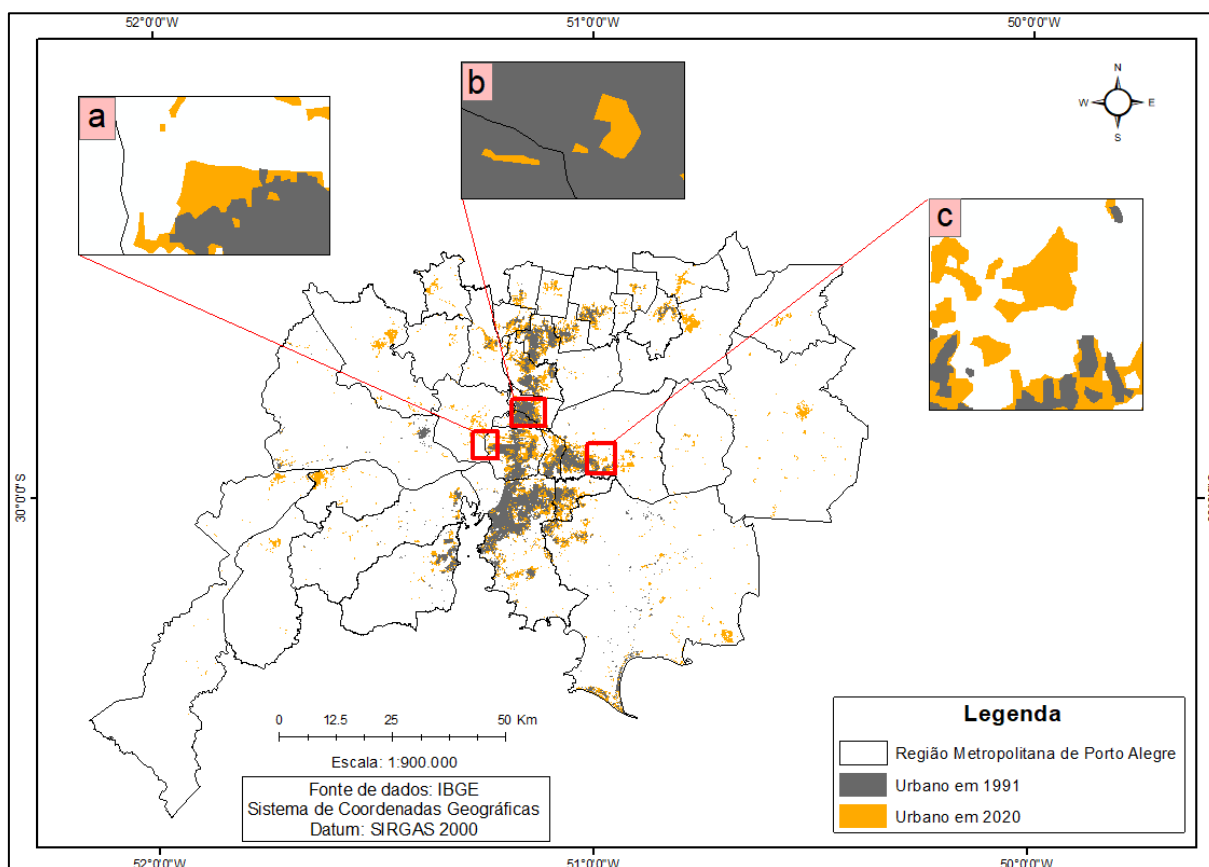 52°0'0"W
51°0'0"W
50°0'0"W
a
b
c
N
W
E
S
30°0'0"S
0 12.5 25 50 Km
Escala: 1:900.000
Fonte de dados: IBGE
Sistema de Coordenadas Geográficas
Datum: SIRGAS 2000
Legenda
Região Metropolitana de Porto Alegre
Urbano em 1991
Urbano em 2020
52°0'0"W
51°0'0"W
50°0'0"W